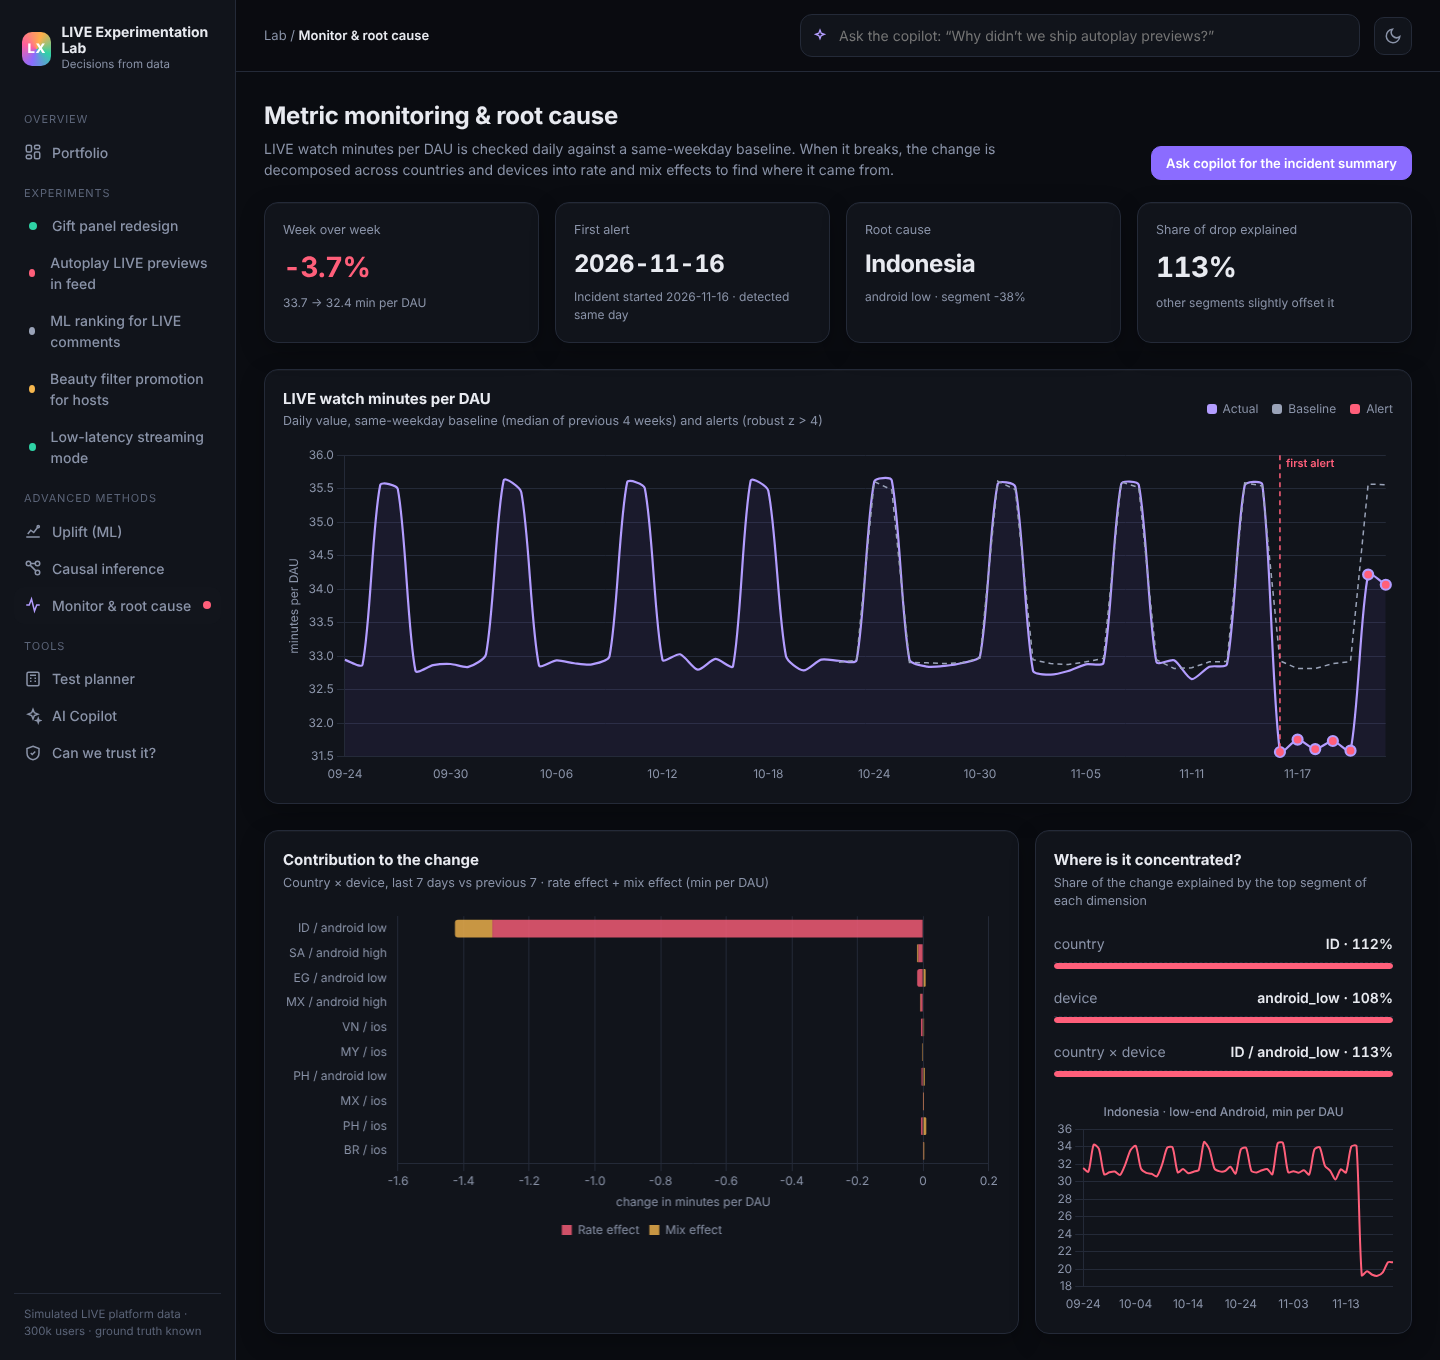 LX
LIVE Experimentation
Lab
Decisions from data
OVERVIEW
Portfolio
EXPERIMENTS
Gift panel redesign
Autoplay LIVE previews
in feed
ML ranking for LIVE
comments
Beauty filter promotion
for hosts
Low-latency streaming
mode
ADVANCED METHODS
Uplift (ML)
Causal inference
Monitor & root cause
TOOLS
Test planner
AI Copilot
Can we trust it?
Simulated LIVE platform data ·
300k users · ground truth known
Lab / Monitor & root cause
Ask the copilot: “Why didn’t we ship autoplay previews?”
Metric monitoring & root cause
LIVE watch minutes per DAU is checked daily against a same-weekday baseline. When it breaks, the change is
decomposed across countries and devices into rate and mix effects to find where it came from.
Ask copilot for the incident summary
Week over week
-3.7%
33.7 → 32.4 min per DAU
First alert
2026-11-16
Incident started 2026-11-16 · detected
same day
Root cause
Indonesia
android low · segment -38%
Share of drop explained
113%
other segments slightly offset it
LIVE watch minutes per DAU
Daily value, same-weekday baseline (median of previous 4 weeks) and alerts (robust z > 4)
Actual Baseline Alert
minutes per DAU
36.0
35.5
35.0
34.5
34.0
33.5
33.0
32.5
32.0
31.5
first alert
09-24 09-30 10-06 10-12 10-18 10-24 10-30 11-05 11-11 11-17
Contribution to the change
Country × device, last 7 days vs previous 7 · rate effect + mix effect (min per DAU)
ID / android low
SA / android high
EG / android low
MX / android high
VN / ios
MY / ios
PH / android low
MX / ios
PH / ios
BR / ios
-1.6 -1.4 -1.2 -1.0 -0.8 -0.6 -0.4 -0.2 0 0.2
change in minutes per DAU
Rate effect Mix effect
Where is it concentrated?
Share of the change explained by the top segment of
each dimension
country ID · 112%
device android_low · 108%
country × device ID / android_low · 113%
Indonesia · low-end Android, min per DAU
36
34
32
30
28
26
24
22
20
18
09-24 10-04 10-14 10-24 11-03 11-13